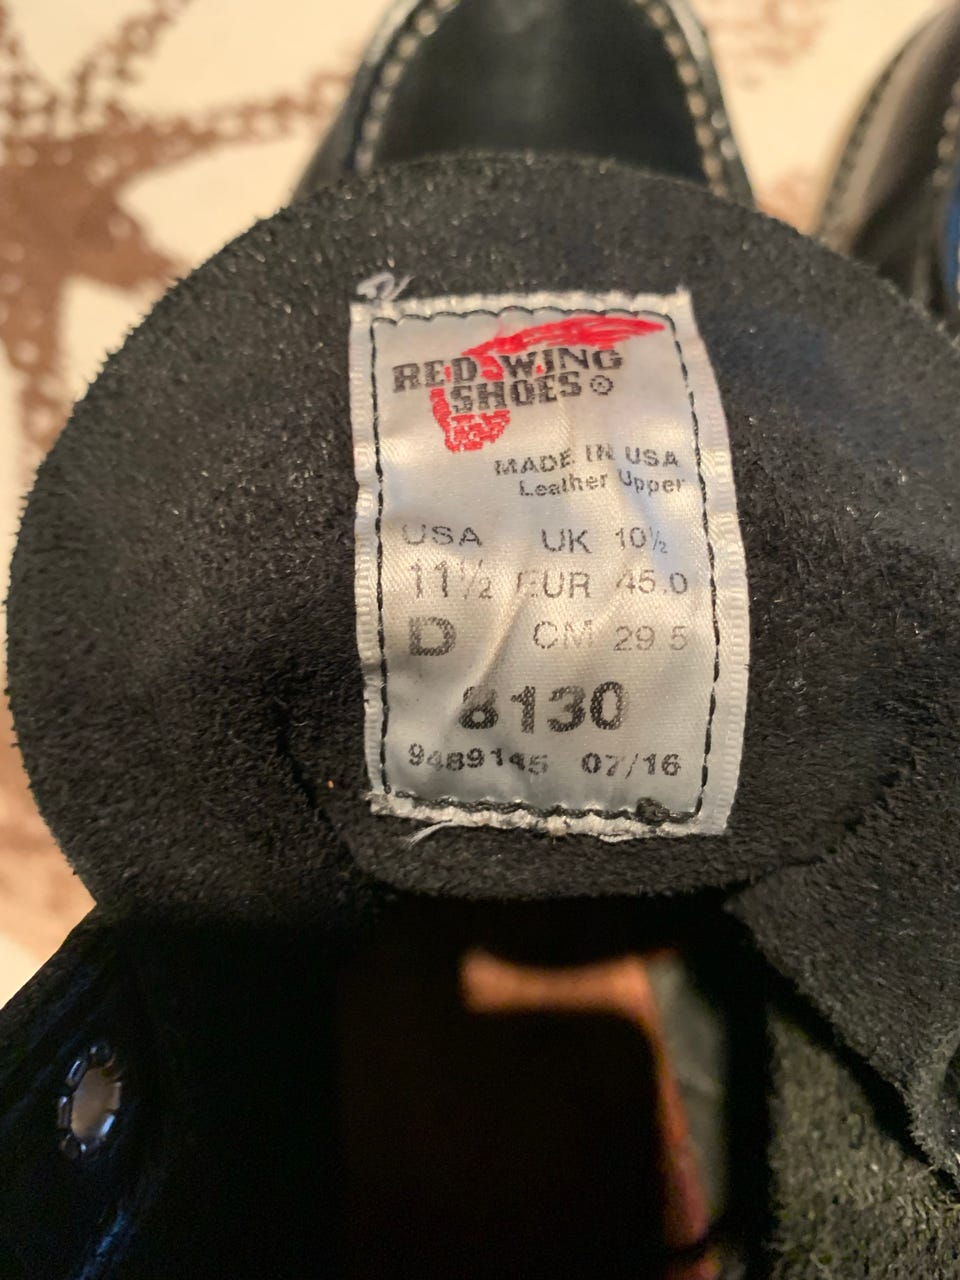 RED WING
SHOES®
MADE IN USA
Leather Upper
USA UK 10½
11½ EUR 45.0
D CM 29.5
8130
9489145 07/16